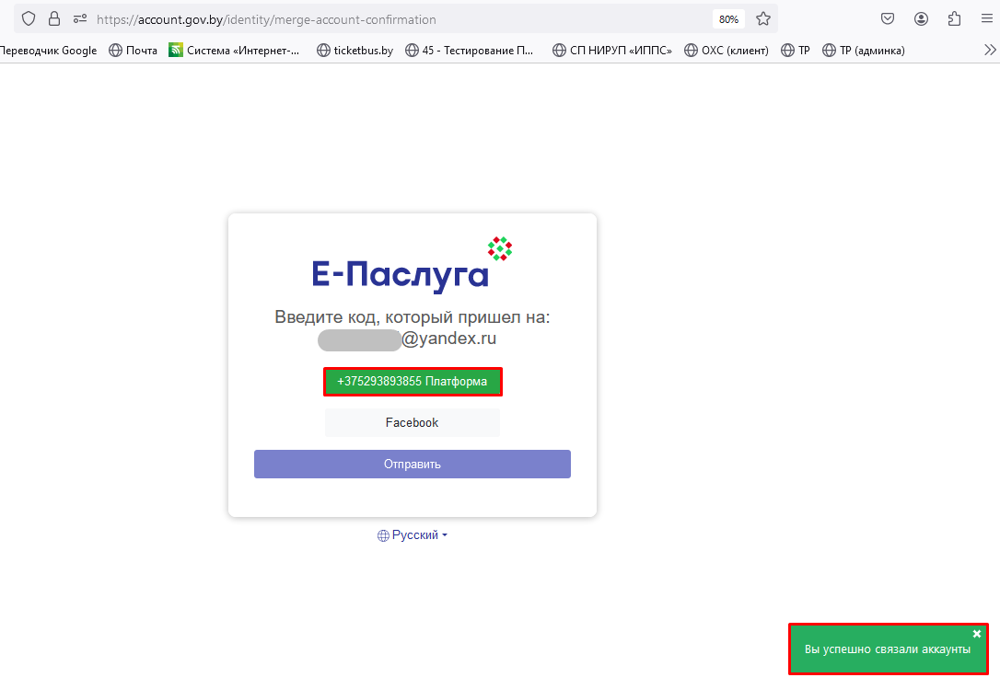 https://account.gov.by/identity/merge-account-confirmation
80%
Переводчик Google
Почта
Система «Интернет-...
ticketbus.by
45 - Тестирование П...
СП НИРУП «ИППС»
ОХС (клиент)
ТР
ТР (админка)
Е-Паслуга
Введите код, который пришел на:
@yandex.ru
+375293893855 Платформа
Facebook
Отправить
Русский
Вы успешно связали аккаунты